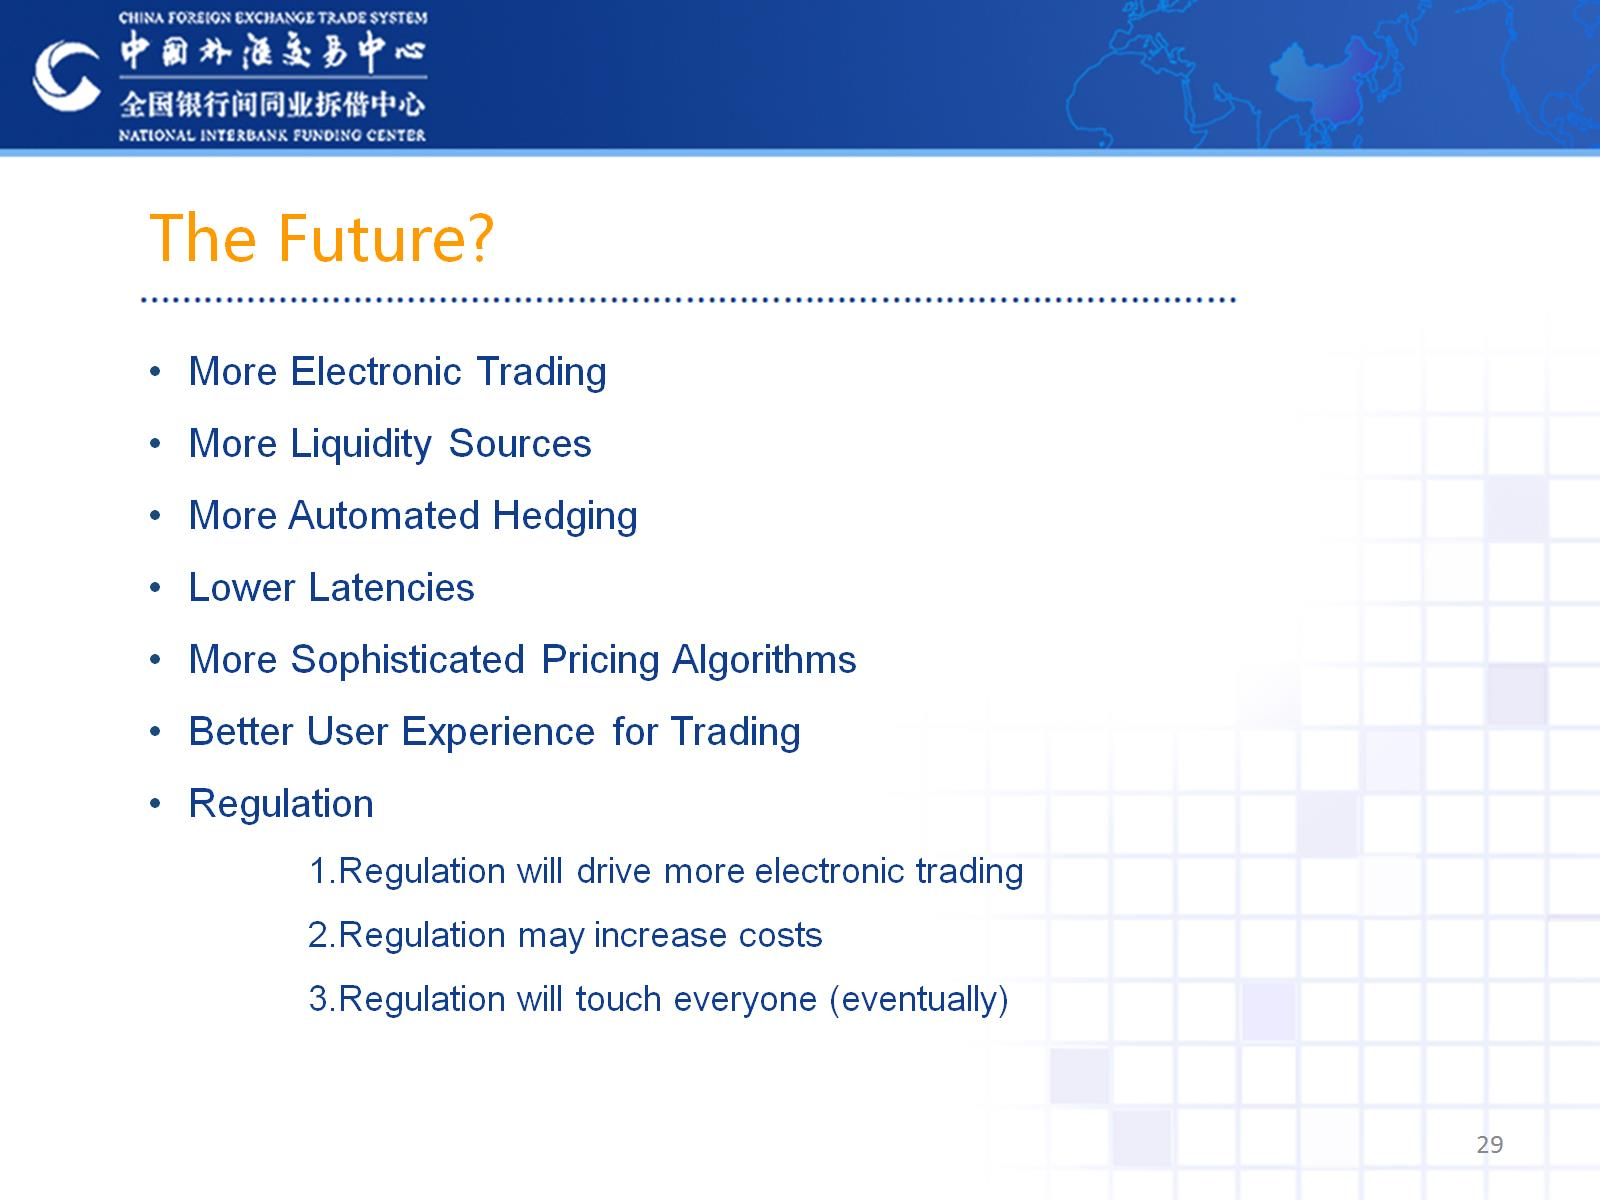 CHINA FOREIGN EXCHANGE TRADE SYSTEM
中国外汇交易中心
全国银行间同业拆借中心
NATIONAL INTERBANK FUNDING CENTER
The Future?
• More Electronic Trading
• More Liquidity Sources
• More Automated Hedging
• Lower Latencies
• More Sophisticated Pricing Algorithms
• Better User Experience for Trading
• Regulation
1.Regulation will drive more electronic trading
2.Regulation may increase costs
3.Regulation will touch everyone (eventually)
29